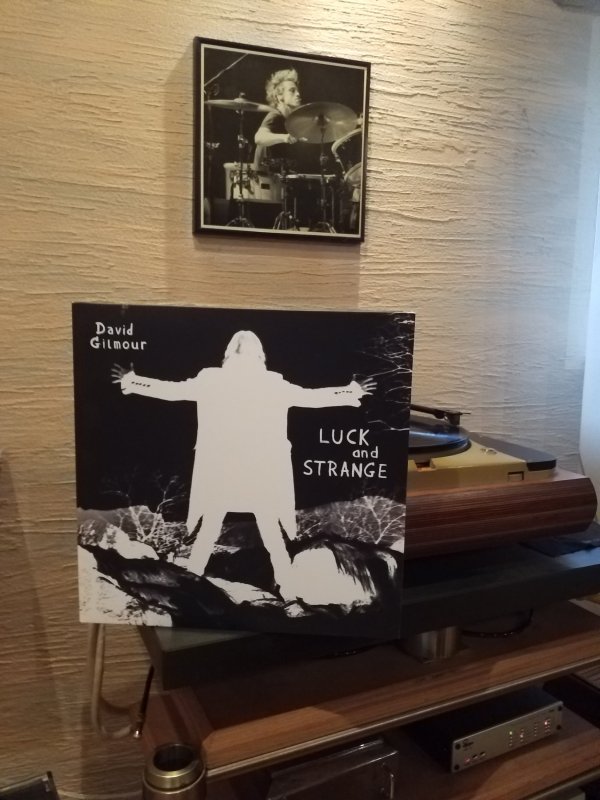 David
Gilmour
LUCK
and
STRANGE